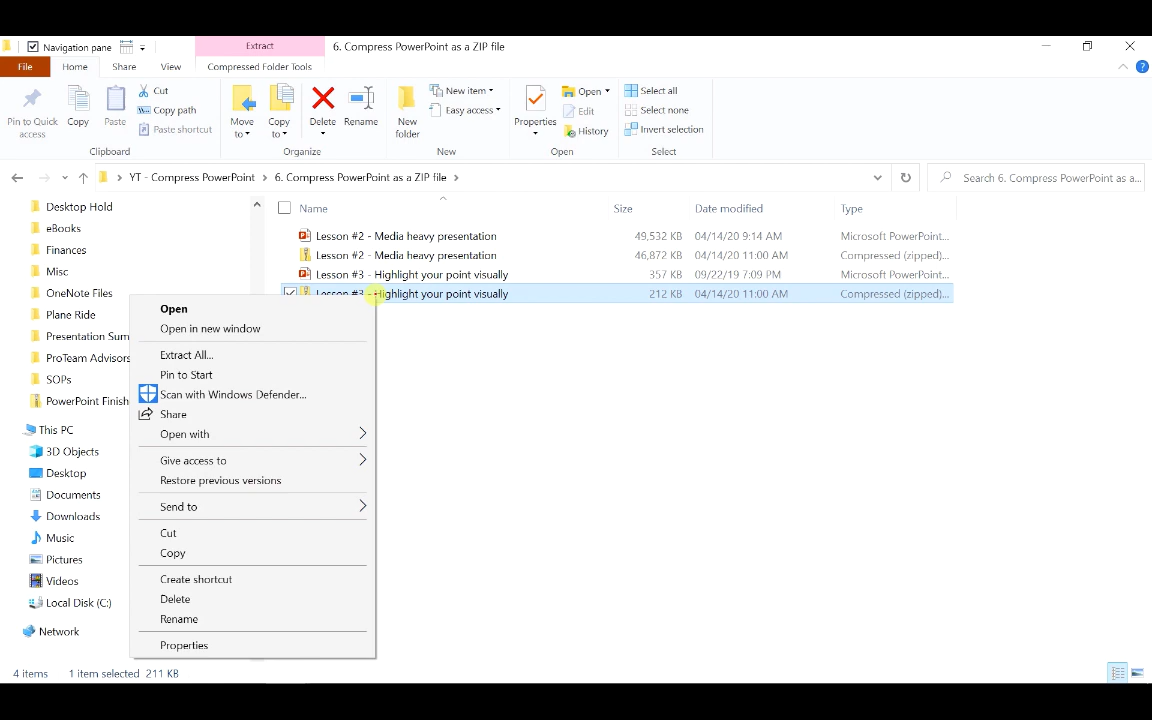 Navigation pane
Extract
6. Compress PowerPoint as a ZIP file
File Home Share View Compressed Folder Tools
Pin to Quick access
Copy
Paste
Cut
Copy path
Paste shortcut
Clipboard
Move to
Copy to
Delete
Rename
Organize
New folder
New item
Easy access
New
Properties
Open
Edit
History
Open
Select all
Select none
Invert selection
Select
YT - Compress PowerPoint > 6. Compress PowerPoint as a ZIP file >
Search 6. Compress PowerPoint as a...
Desktop Hold
eBooks
Finances
Misc
OneNote Files
Plane Ride
Presentation Sum
ProTeam Advisors
SOPs
PowerPoint Finish
This PC
3D Objects
Desktop
Documents
Downloads
Music
Pictures
Videos
Local Disk (C:)
Network
Name Size Date modified Type
Lesson #2 - Media heavy presentation 49,532 KB 04/14/20 9:14 AM Microsoft PowerPoint...
Lesson #2 - Media heavy presentation 46,872 KB 04/14/20 11:00 AM Compressed (zipped)...
Lesson #3 - Highlight your point visually 357 KB 09/22/19 7:09 PM Microsoft PowerPoint...
Lesson #3 - Highlight your point visually 212 KB 04/14/20 11:00 AM Compressed (zipped)...
Open
Open in new window
Extract All...
Pin to Start
Scan with Windows Defender...
Share
Open with
Give access to
Restore previous versions
Send to
Cut
Copy
Create shortcut
Delete
Rename
Properties
4 items 1 item selected 211 KB